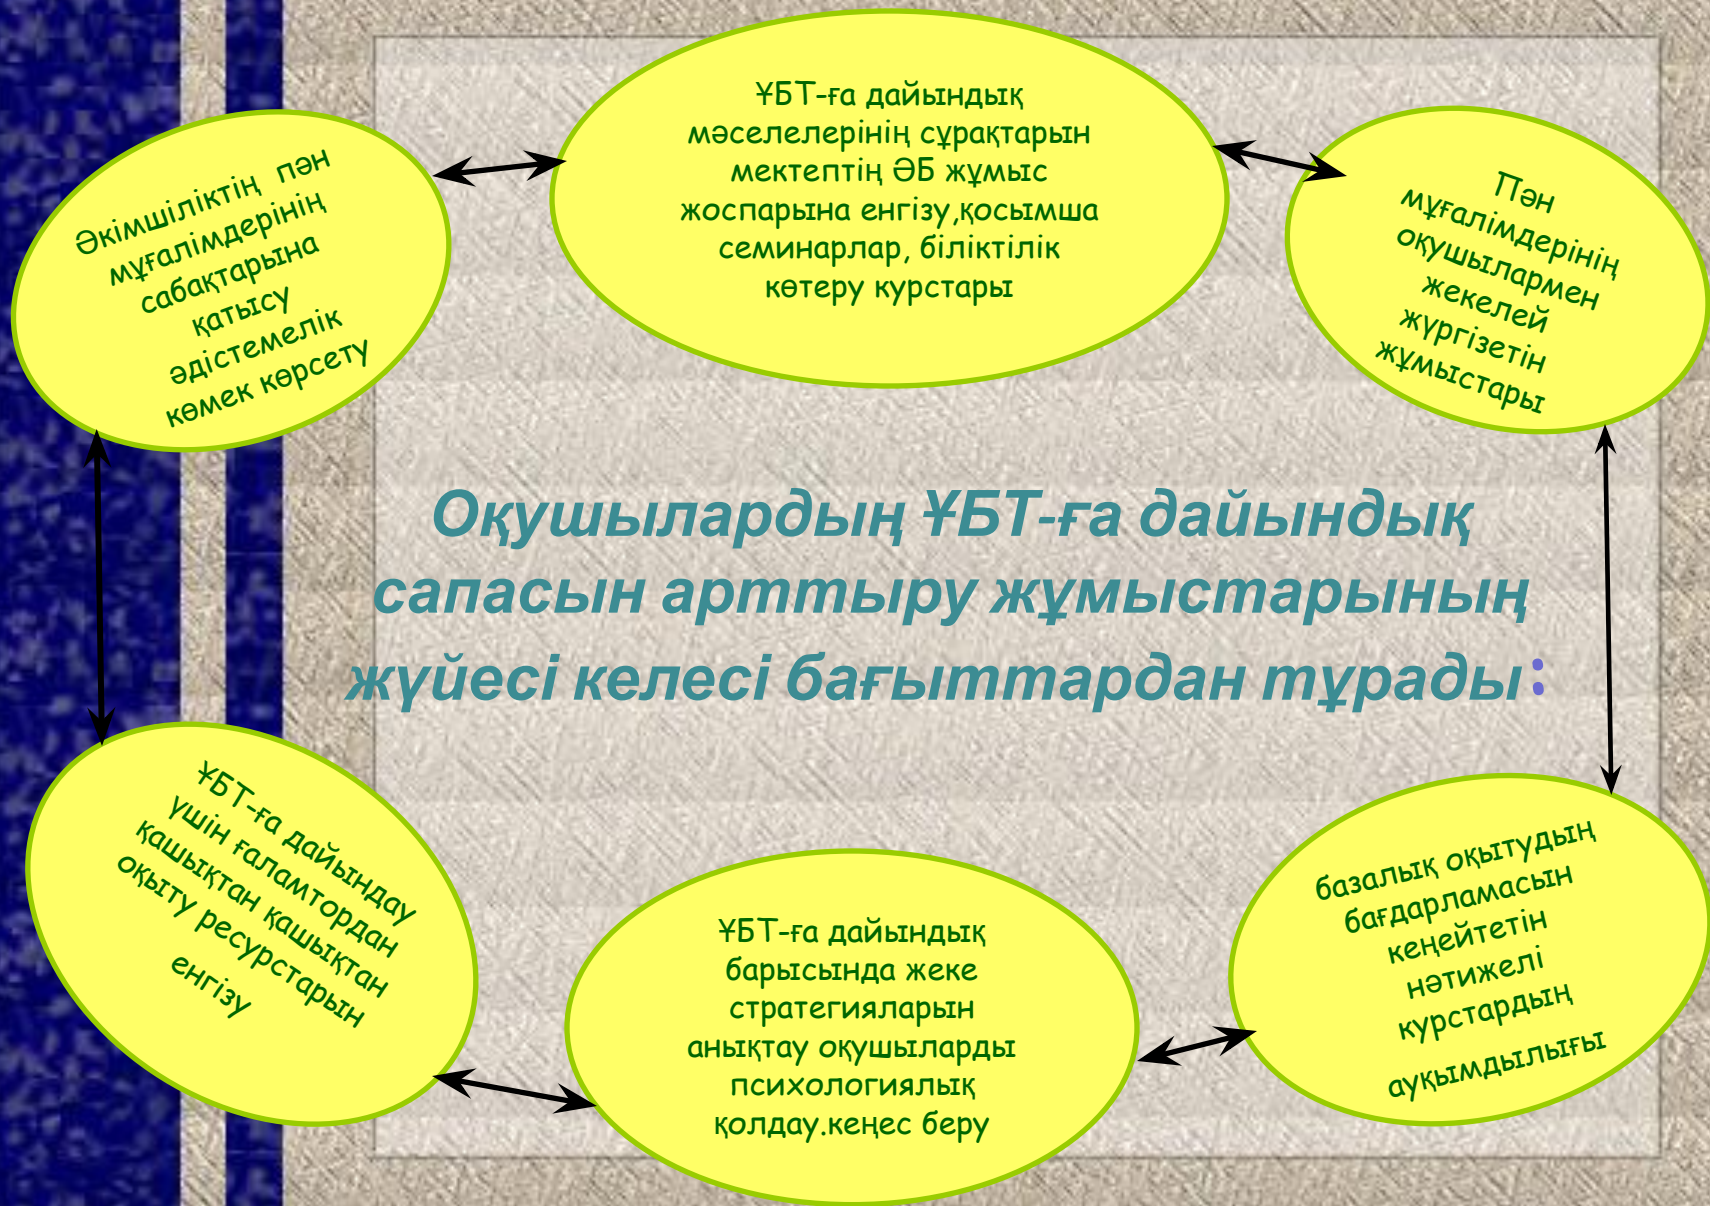 ҰБТ-ға дайындық
мәселелерінің сұрақтарын
мектептің ӘБ жұмыс
жоспарына енгізу,қосымша
семинарлар, біліктілік
көтеру курстары
Әкімшіліктің пән
мұғалімдерінің
сабақтарына
қатысу
әдістемелік
көмек көрсету
Пән
мұғалімдерінің
оқушылармен
жекелей
жүргізетін
жұмыстары
Оқушылардың ҰБТ-ға дайындық
сапасын арттыру жұмыстарының
жүйесі келесі бағыттардан тұрады:
ҰБТ-ға дайындау
үшін ғаламтордан
қашықтан қашықтан
оқыту ресурстарын
енгізу
ҰБТ-ға дайындық
барысында жеке
стратегияларын
анықтау оқушыларды
психологиялық
қолдау.кеңес беру
базалық оқытудың
бағдарламасын
кеңейтетін
нәтижелі
курстардың
ауқымдылығы